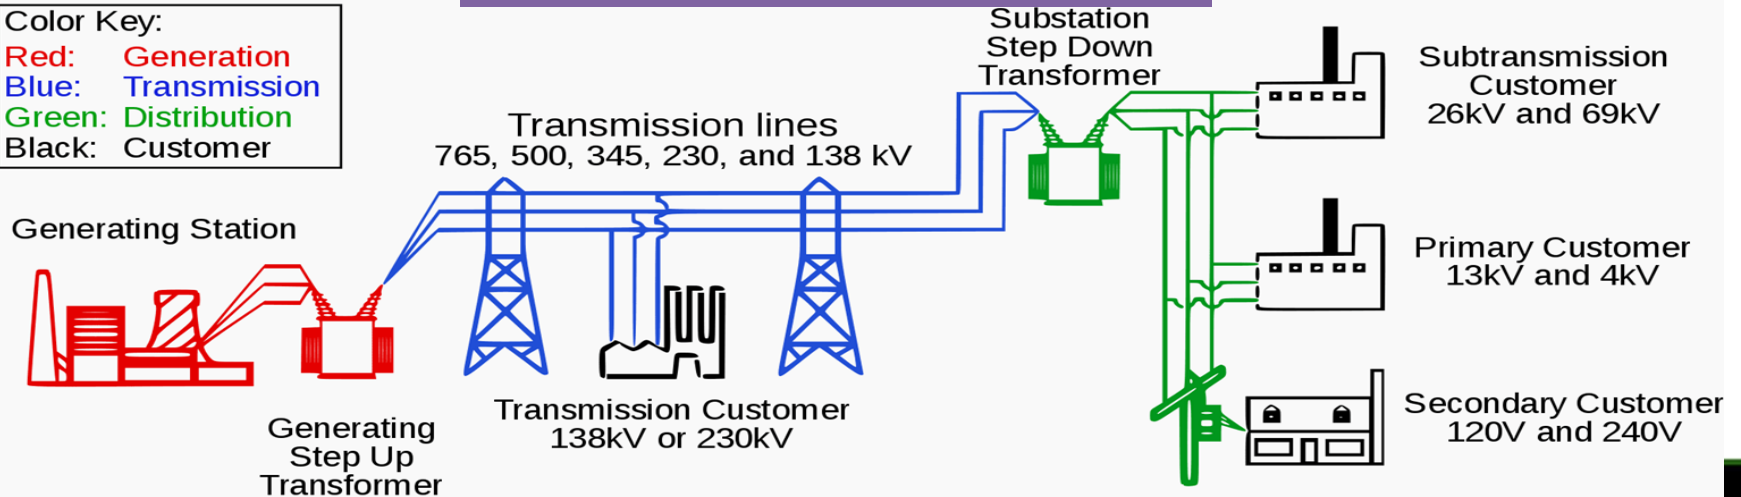 Color Key:
Red: Generation
Blue: Transmission
Green: Distribution
Black: Customer
Generating Station
Generating
Step Up
Transformer
Transmission lines
765, 500, 345, 230, and 138 kV
Transmission Customer
138kV or 230kV
Substation
Step Down
Transformer
Subtransmission
Customer
26kV and 69kV
Primary Customer
13kV and 4kV
Secondary Customer
120V and 240V